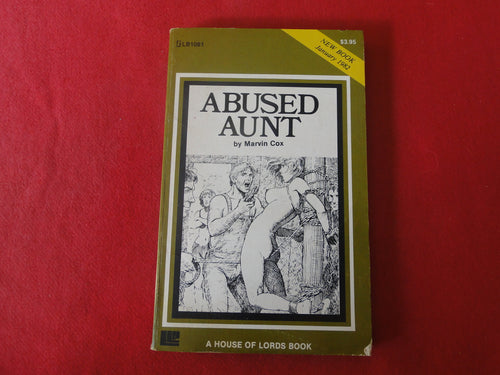 LB1081
$3.95
NEW BOOK
January 1982
ABUSED
AUNT
by Marvin Cox
A HOUSE OF LORDS BOOK